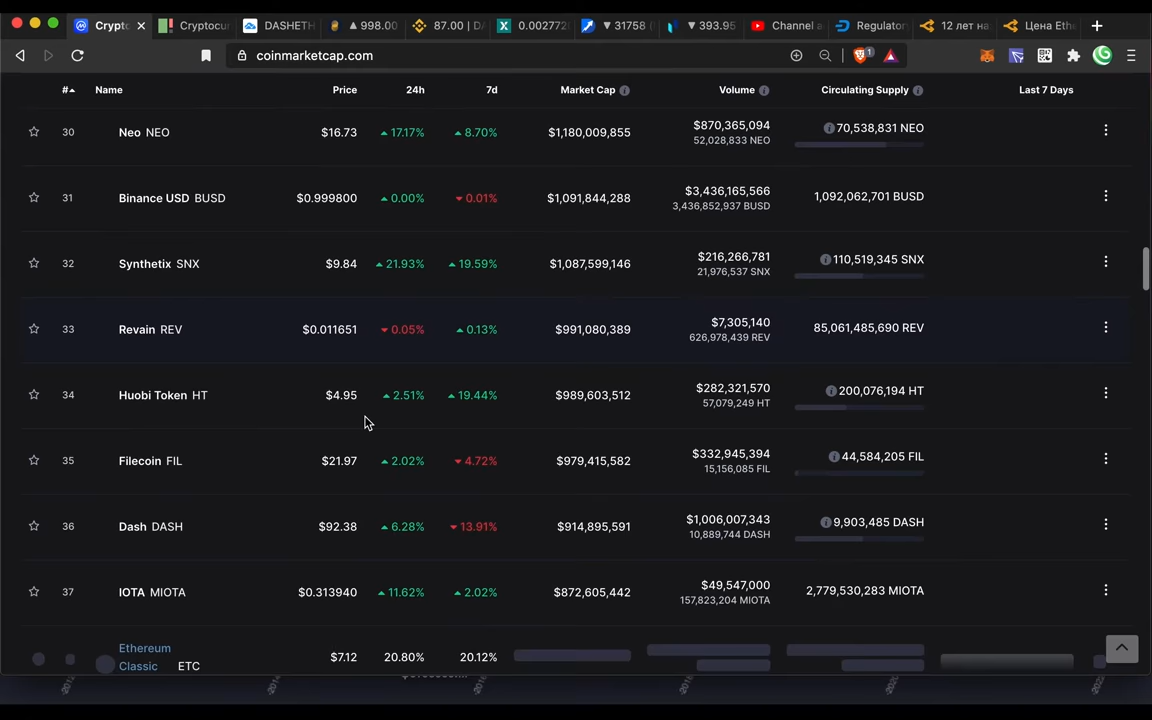 Crypto
Cryptocu
DASHETH
998.00
87.00 | DA
0.002772
31758
393.95
Channel a
Regulator
12 лет на
Цена Eth
coinmarketcap.com
1
# Name Price 24h 7d Market Cap Volume Circulating Supply Last 7 Days
30 Neo NEO $16.73 17.17% 8.70% $1,180,009,855 $870,365,094 70,538,831 NEO
52,028,833 NEO
31 Binance USD BUSD $0.999800 0.00% 0.01% $1,091,844,288 $3,436,165,566 1,092,062,701 BUSD
3,436,852,937 BUSD
32 Synthetix SNX $9.84 21.93% 19.59% $1,087,599,146 $216,266,781 110,519,345 SNX
21,976,537 SNX
33 Revain REV $0.011651 0.05% 0.13% $991,080,389 $7,305,140 85,061,485,690 REV
626,978,439 REV
34 Huobi Token HT $4.95 2.51% 19.44% $989,603,512 $282,321,570 200,076,194 HT
57,079,249 HT
35 Filecoin FIL $21.97 2.02% 4.72% $979,415,582 $332,945,394 44,584,205 FIL
15,156,085 FIL
36 Dash DASH $92.38 6.28% 13.91% $914,895,591 $1,006,007,343 9,903,485 DASH
10,889,744 DASH
37 IOTA MIOTA $0.313940 11.62% 2.02% $872,605,442 $49,547,000 2,779,530,283 MIOTA
157,823,204 MIOTA
Ethereum
Classic ETC $7.12 20.80% 20.12%